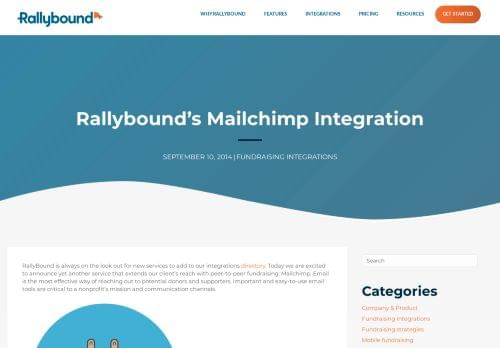 Rallybound
WHY RALLYBOUND
FEATURES
INTEGRATIONS
PRICING
RESOURCES
GET STARTED
Rallybound's Mailchimp Integration
SEPTEMBER 10, 2014 | FUNDRAISING INTEGRATIONS
RallyBound is always on the look out for new services to add to our integrations
directory. Today we are excited
to announce yet another service that extends our client's reach with peer-to-peer fundraising: Mailchimp. Email
is the most effective way of reaching out to potential donors and supporters. Important and easy-to-use email
tools are critical to a nonprofit's mission and communication channels.
Search
Categories
Company & Product
Fundraising Integrations
Fundraising strategies
Mobile fundraising